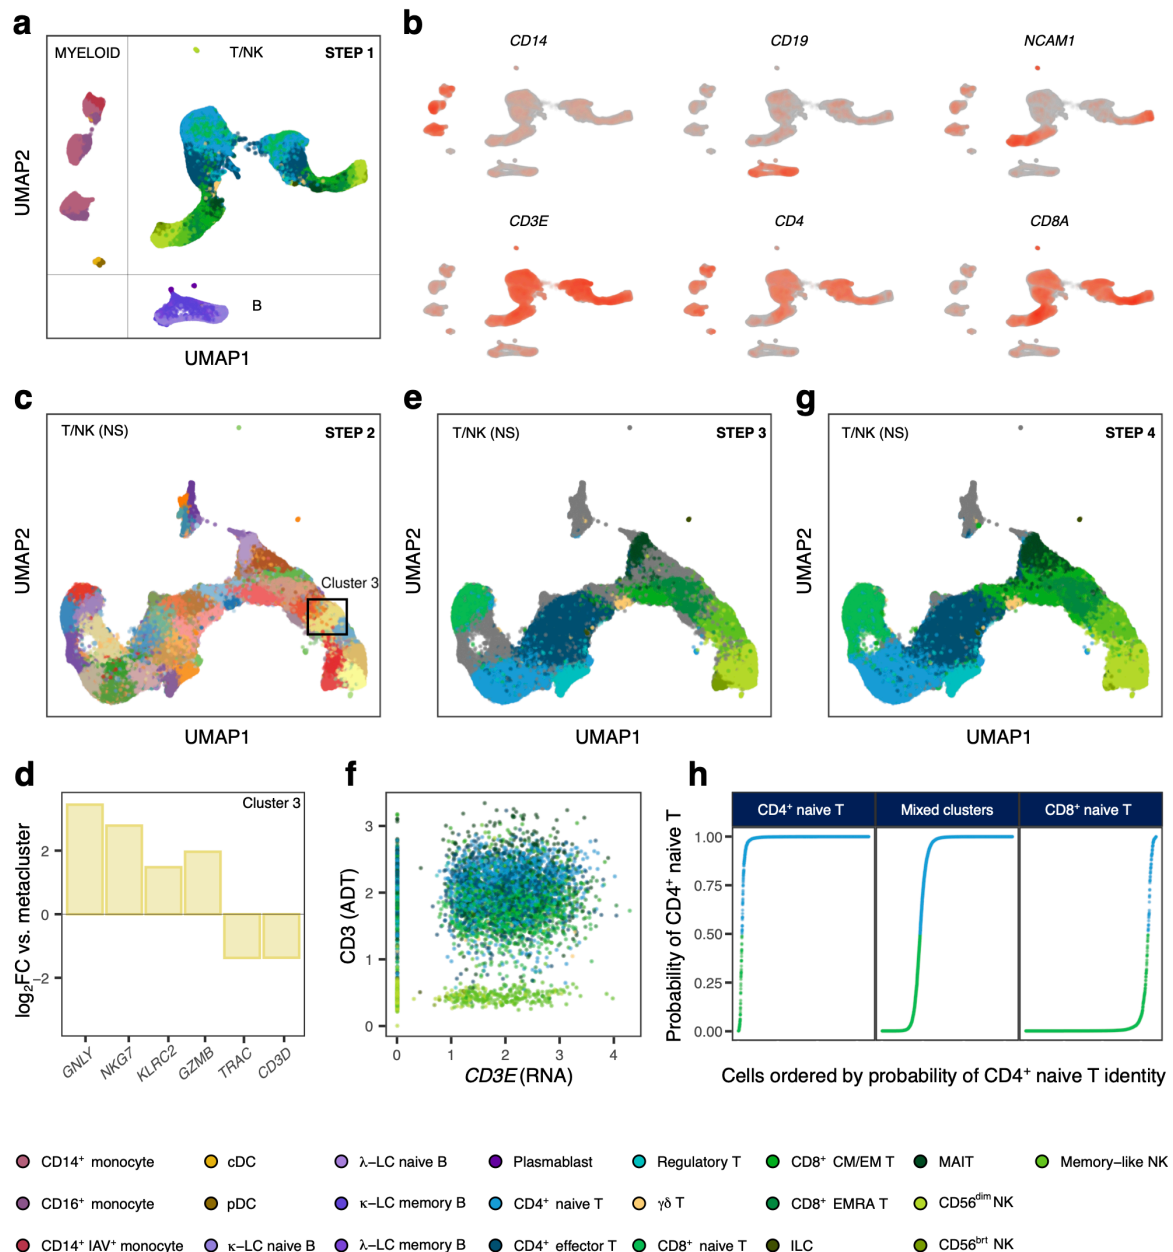 a
MYELOID
T/NK
STEP 1
B
UMAP2
UMAP1
b
CD14
CD19
NCAM1
CD3E
CD4
CD8A
c
T/NK (NS)
STEP 2
Cluster 3
UMAP2
UMAP1
e
T/NK (NS)
STEP 3
UMAP2
UMAP1
g
T/NK (NS)
STEP 4
UMAP2
UMAP1
d
Cluster 3
log₂FC vs. metacluster
2
0
−2
GNLY
NKG7
KLRC2
GZMB
TRAC
CD3D
f
CD3 (ADT)
3
2
1
0
0 1 2 3 4
CD3E (RNA)
h
CD4⁺ naive T
Mixed clusters
CD8⁺ naive T
Probability of CD4⁺ naive T
1.00
0.75
0.50
0.25
0.00
Cells ordered by probability of CD4⁺ naive T identity
CD14⁺ monocyte
cDC
λ−LC naive B
Plasmablast
Regulatory T
CD8⁺ CM/EM T
MAIT
Memory−like NK
CD16⁺ monocyte
pDC
κ−LC memory B
CD4⁺ naive T
γδ T
CD8⁺ EMRA T
CD56ᵈⁱᵐ NK
CD14⁺ IAV⁺ monocyte
κ−LC naive B
λ−LC memory B
CD4⁺ effector T
CD8⁺ naive T
ILC
CD56ᵇʳᵗ NK